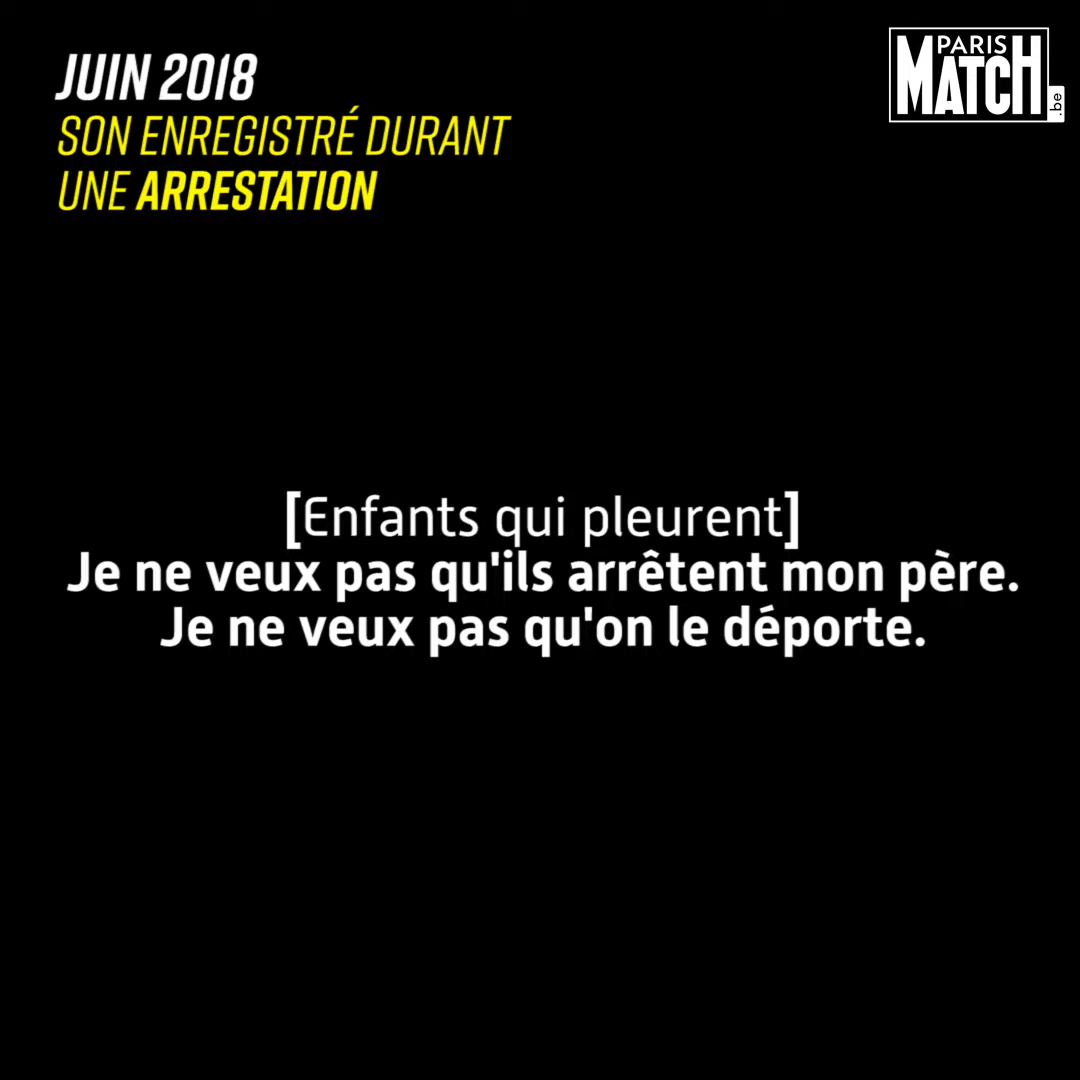 JUIN 2018
SON ENREGISTRÉ DURANT
UNE ARRESTATION
PARIS
MATCH
.be
[Enfants qui pleurent]
Je ne veux pas qu'ils arrêtent mon père.
Je ne veux pas qu'on le déporte.